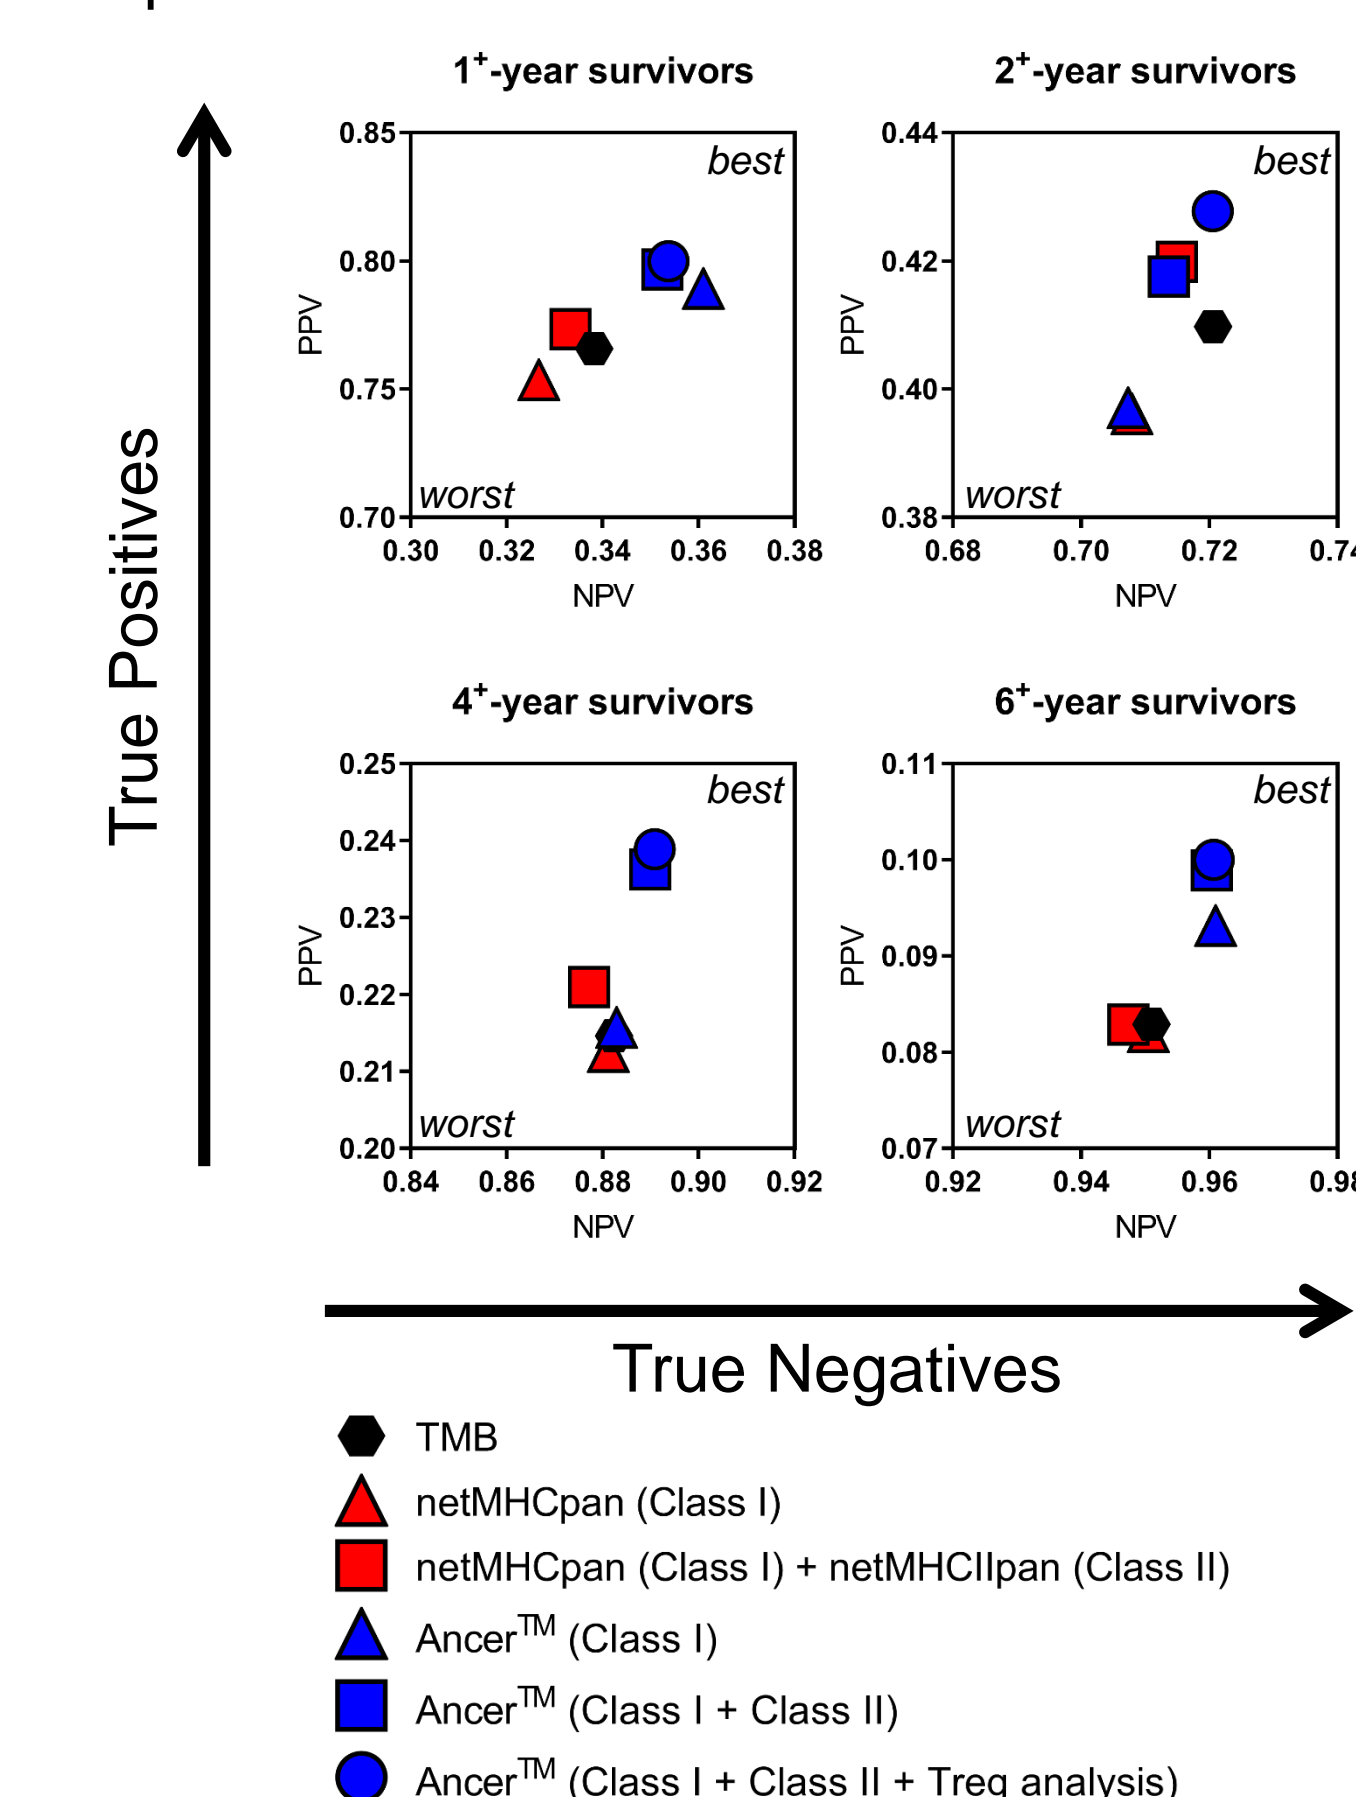 1+-year survivors
2+-year survivors
0.85
0.80
0.75
0.70
PPV
best
worst
0.30 0.32 0.34 0.36 0.38
NPV
0.44
0.42
0.40
0.38
PPV
best
worst
0.68 0.70 0.72 0.74
NPV
True Positives
4+-year survivors
6+-year survivors
0.25
0.24
0.23
0.22
0.21
0.20
PPV
best
worst
0.84 0.86 0.88 0.90 0.92
NPV
0.11
0.10
0.09
0.08
0.07
PPV
best
worst
0.92 0.94 0.96 0.98
NPV
True Negatives
TMB
netMHCpan (Class I)
netMHCpan (Class I) + netMHCIIpan (Class II)
Ancer™ (Class I)
Ancer™ (Class I + Class II)
Ancer™ (Class I + Class II + Treg analysis)